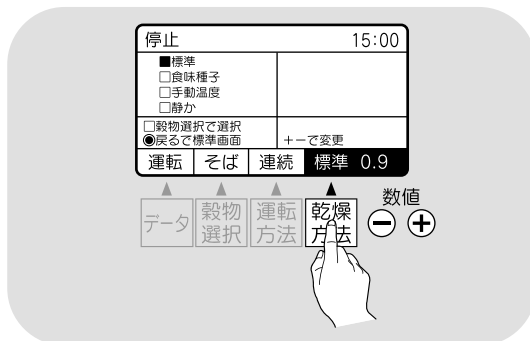 停止 15:00
■標準
□食味種子
□手動温度
□静か
□穀物選択で選択
◉戻るで標準画面 +－で変更
運転 そば 連続 標準 0.9
データ 穀物選択 運転方法 乾燥方法 数値
－ +